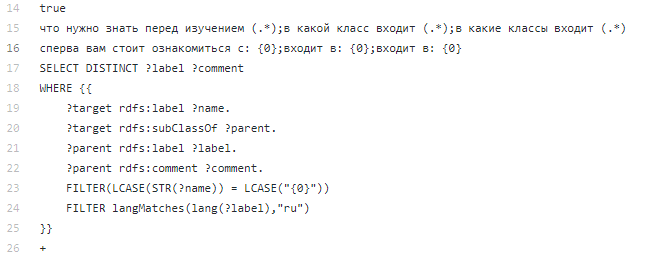 14 true
15 что нужно знать перед изучением (.*);в какой класс входит (.*);в какие классы входит (.*)
16 сперва вам стоит ознакомиться с: {0};входит в: {0};входит в: {0}
17 SELECT DISTINCT ?label ?comment
18 WHERE {{
19     ?target rdfs:label ?name.
20     ?target rdfs:subClassOf ?parent.
21     ?parent rdfs:label ?label.
22     ?parent rdfs:comment ?comment.
23     FILTER(LCASE(STR(?name)) = LCASE("{0}"))
24     FILTER langMatches(lang(?label),"ru")
25 }}
26 +